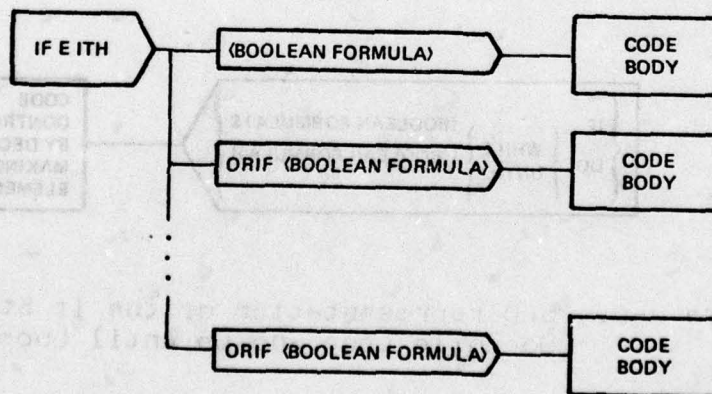 IF E ITH
⟨BOOLEAN FORMULA⟩
CODE
BODY
ORIF ⟨BOOLEAN FORMULA⟩
CODE
BODY
ORIF ⟨BOOLEAN FORMULA⟩
CODE
BODY